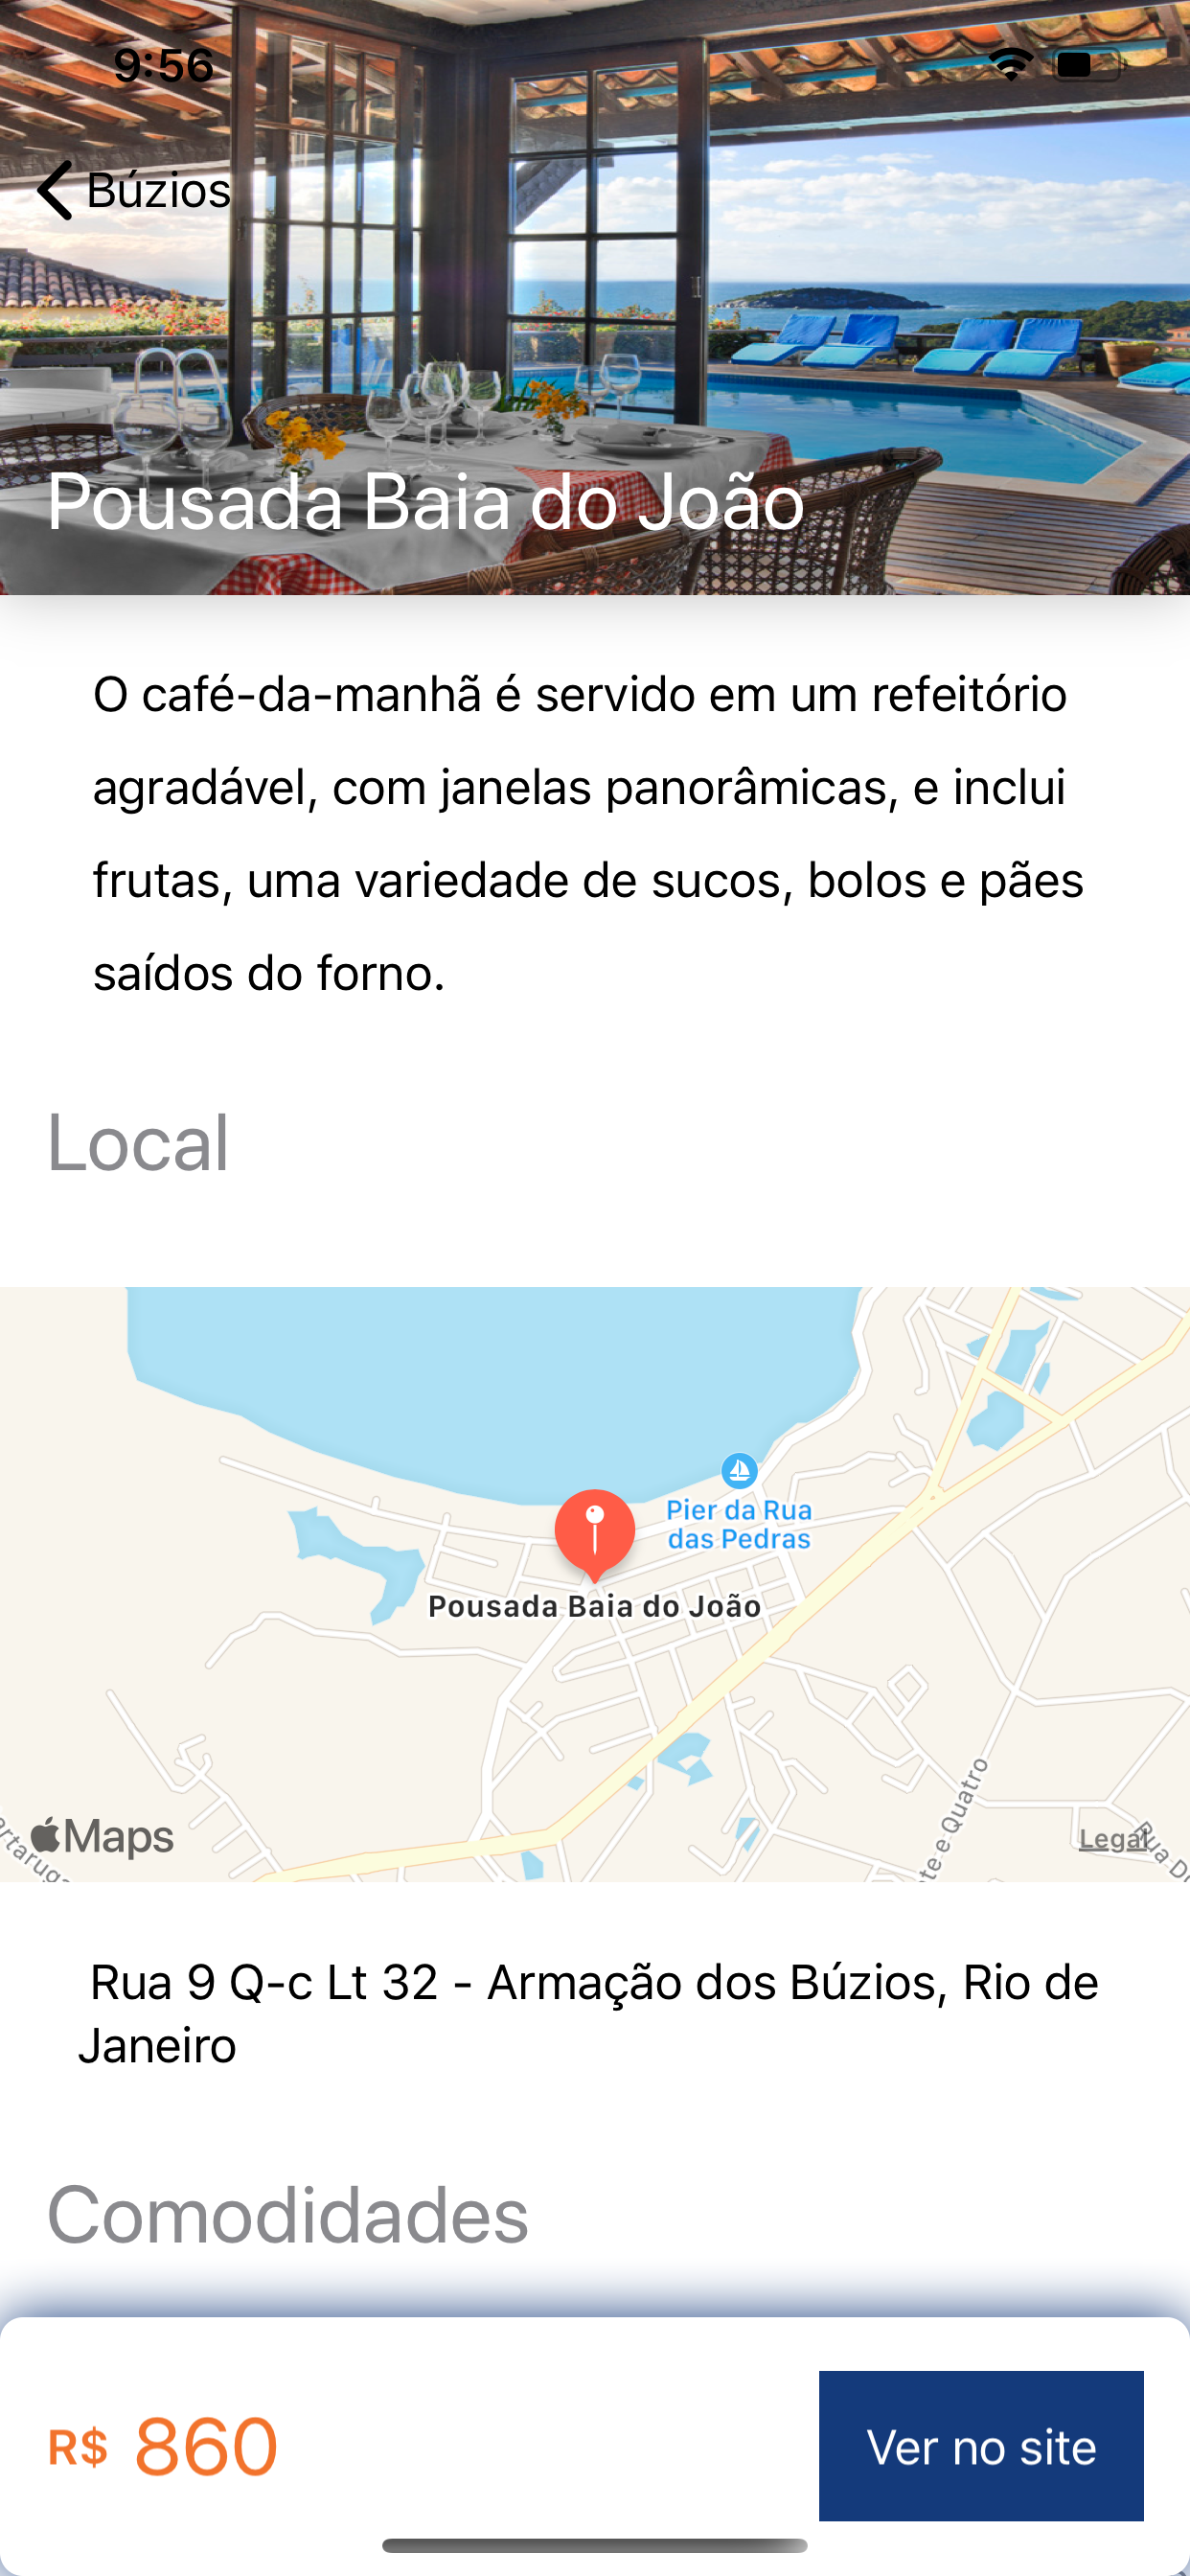 9:56
Búzios
Pousada Baia do João
O café-da-manhã é servido em um refeitório
agradável, com janelas panorâmicas, e inclui
frutas, uma variedade de sucos, bolos e pães
saídos do forno.
Local
Pier da Rua
das Pedras
Pousada Baia do João
Maps
Legal
Rua 9 Q-c Lt 32 - Armação dos Búzios, Rio de
Janeiro
Comodidades
R$ 860
Ver no site